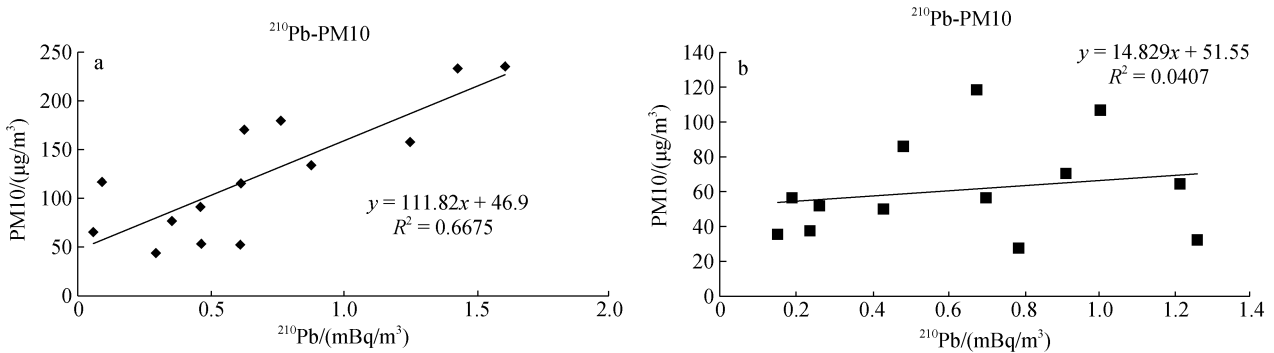 ²¹⁰Pb-PM10
a
250
200
150
100
50
0
PM10/(μg/m³)
y = 111.82x + 46.9
R² = 0.6675
0 0.5 1.0 1.5 2.0
²¹⁰Pb/(mBq/m³)
²¹⁰Pb-PM10
b
y = 14.829x + 51.55
R² = 0.0407
140
120
100
80
60
40
20
0
PM10/(μg/m³)
0 0.2 0.4 0.6 0.8 1.0 1.2 1.4
²¹⁰Pb/(mBq/m³)